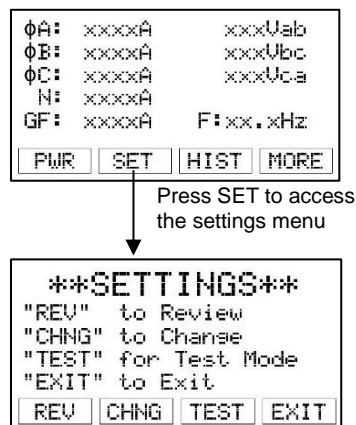 ϕA: xxxxA xxxVab
ϕB: xxxxA xxxVbc
ϕC: xxxxA xxxVca
N: xxxxA
GF: xxxxA F:xx.xHz
PWR SET HIST MORE
Press SET to access
the settings menu
**SETTINGS**
"REV" to Review
"CHNG" to Change
"TEST" for Test Mode
"EXIT" to Exit
REV CHNG TEST EXIT